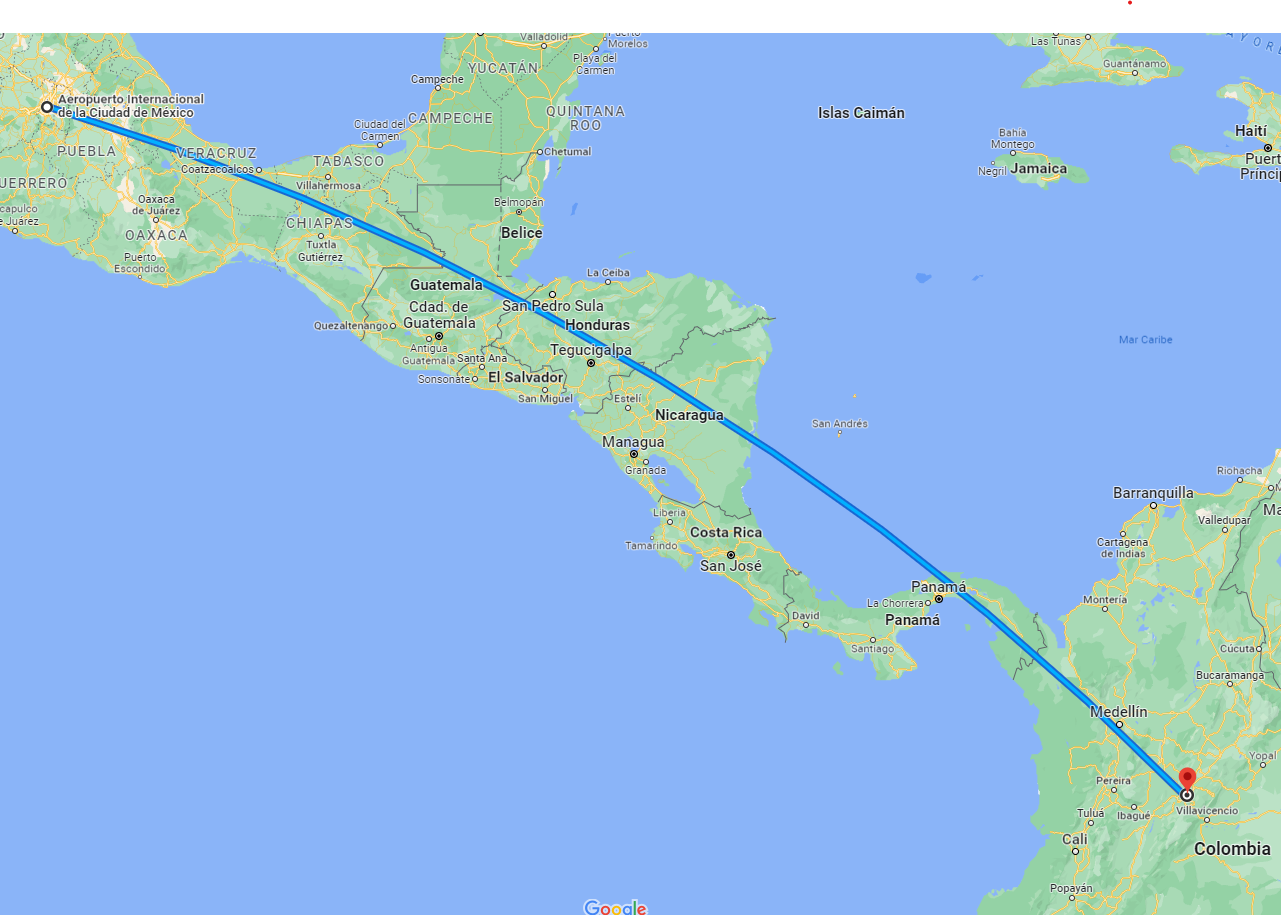 Valladolid
Puerto
Morelos
Las Tunas
Playa del
Carmen
YUCATÁN
Guantánamo
Campeche
Aeropuerto Internacional
de la Ciudad de México
QUINTANA
ROO
CAMPECHE
Islas Caimán
Ciudad del
Carmen
Bahía
Montego
Haití
PUEBLA
VERACRUZ
Chetumal
TABASCO
Coatzacoalcos
Negril
Jamaica
Puert
Príncip
UERRERO
Villahermosa
Oaxaca
de Juárez
Belmopán
capulco
e Juárez
CHIAPAS
OAXACA
Belice
Tuxtla
Gutiérrez
Puerto
Escondido
La Ceiba
Guatemala
San Pedro Sula
Cdad. de
Guatemala
Quezaltenango
Honduras
Mar Caribe
Antigua
Guatemala
Tegucigalpa
Santa Ana
Sonsonate
El Salvador
San Miguel
Estelí
Nicaragua
San Andrés
Managua
Granada
Riohacha
Barranquilla
M
Ma
Liberia
Valledupar
Costa Rica
Tamarindo
Cartagena
de Indias
San José
Panamá
La Chorrera
Montería
David
Panamá
Santiago
Cúcuta
Bucaramanga
Medellín
Yopal
Pereira
Tuluá
Ibagué
Villavicencio
Cali
Colombia
Popayán
Google